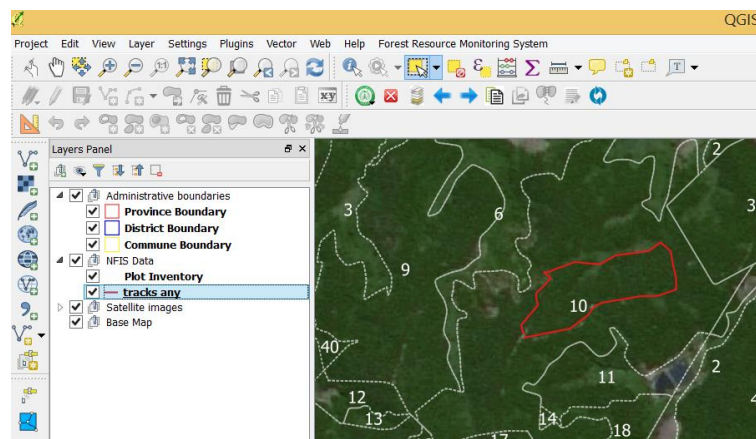 QGIS
Project Edit View Layer Settings Plugins Vector Web Help Forest Resource Monitoring System
Layers Panel
Administrative boundaries
Province Boundary
District Boundary
Commune Boundary
NFIS Data
Plot Inventory
tracks any
Satellite images
Base Map
2
3
6
3
9
10
40
11
2
12
13
14
18
17
4